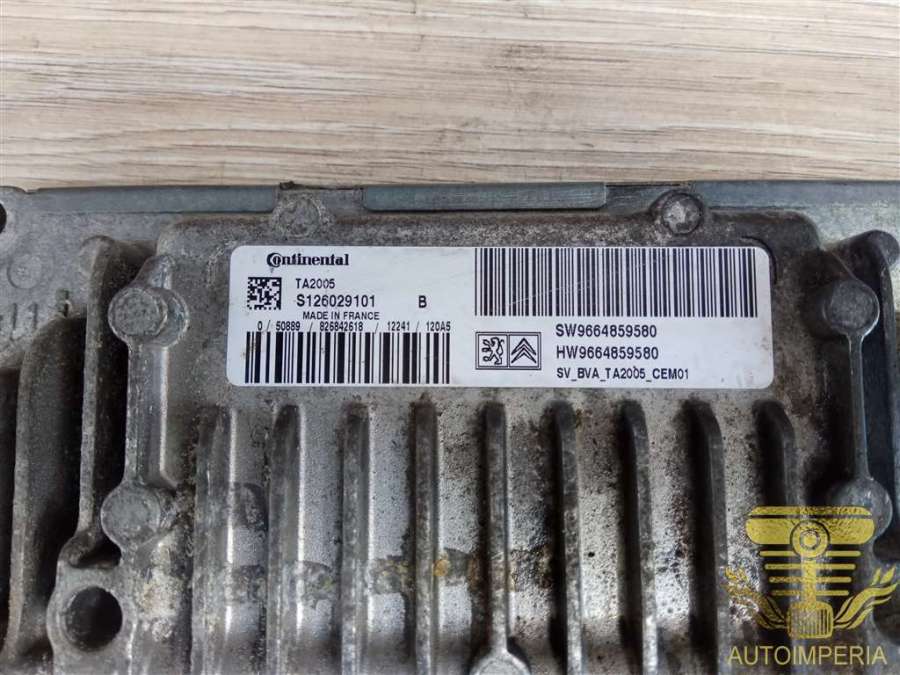 Continental
TA2005
S126029101 B
MADE IN FRANCE
0 / 50889 / 826842618 / 12241 / 120A5
SW9664859580
HW9664859580
SV_BVA_TA2005_CEM01
AUTOIMPERIA